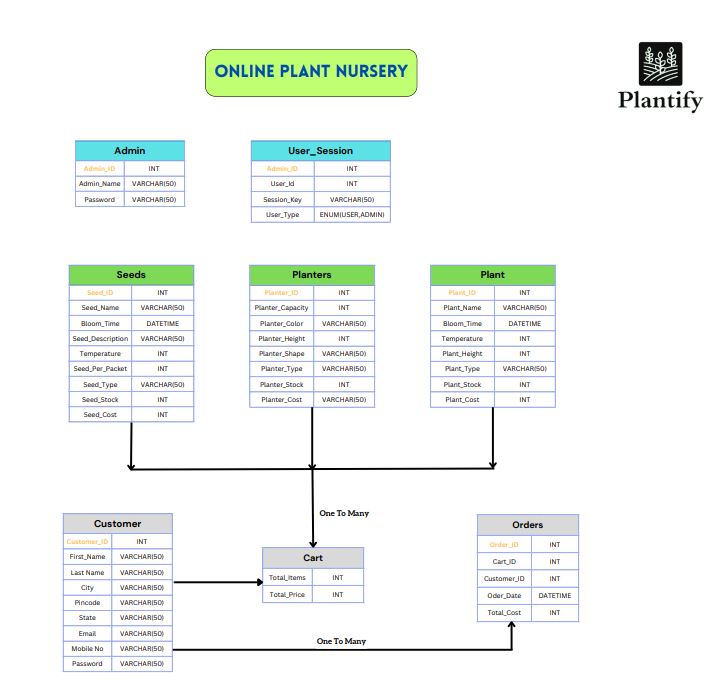 ONLINE PLANT NURSERY
Plantify
Admin
Admin_ID INT
Admin_Name VARCHAR(50)
Password VARCHAR(50)
User_Session
Admin_ID INT
User_Id INT
Session_Key VARCHAR(50)
User_Type ENUM(USER,ADMIN)
Seeds
Seed_ID INT
Seed_Name VARCHAR(50)
Bloom_Time DATETIME
Seed_Description VARCHAR(50)
Temperature INT
Seed_Per_Packet INT
Seed_Type VARCHAR(50)
Seed_Stock INT
Seed_Cost INT
Planters
Planter_ID INT
Planter_Capacity INT
Planter_Color VARCHAR(50)
Planter_Height INT
Planter_Shape VARCHAR(50)
Planter_Type VARCHAR(50)
Planter_Stock INT
Planter_Cost VARCHAR(50)
Plant
Plant_ID INT
Plant_Name VARCHAR(50)
Bloom_Time DATETIME
Temperature INT
Plant_Height INT
Plant_Type VARCHAR(50)
Plant_Stock INT
Plant_Cost INT
One To Many
Customer
Customer_ID INT
First_Name VARCHAR(50)
Last Name VARCHAR(50)
City VARCHAR(50)
Pincode VARCHAR(50)
State VARCHAR(50)
Email VARCHAR(50)
Mobile No VARCHAR(50)
Password VARCHAR(50)
Cart
Total_Items INT
Total_Price INT
One To Many
Orders
Order_ID INT
Cart_ID INT
Customer_ID INT
Oder_Date DATETIME
Total_Cost INT